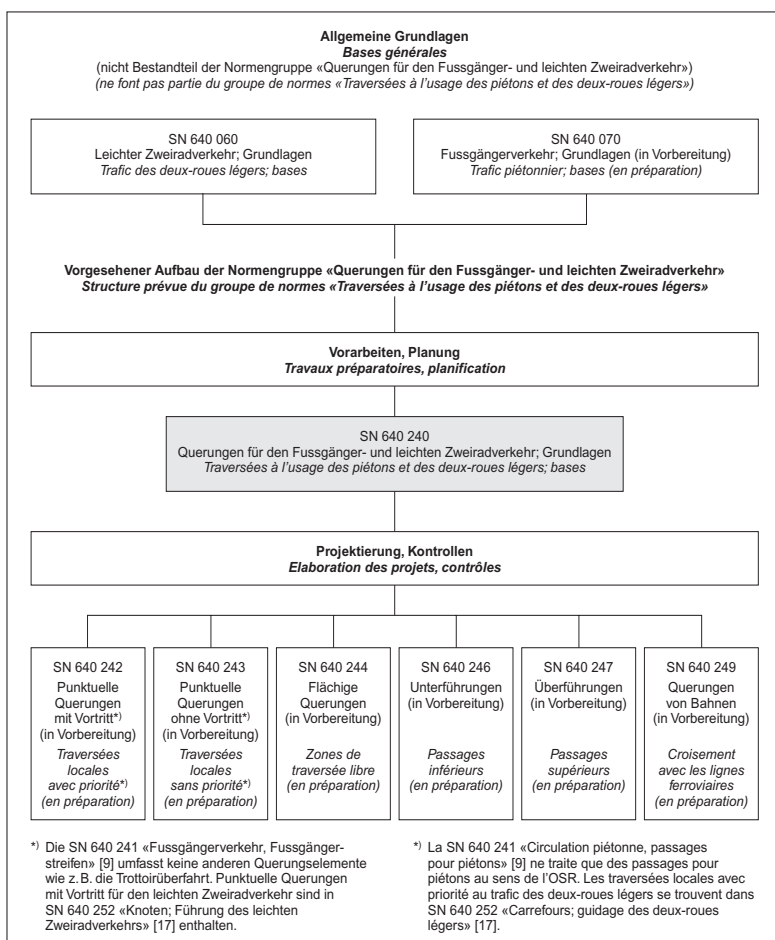 Allgemeine Grundlagen
Bases générales
(nicht Bestandteil der Normengruppe «Querungen für den Fussgänger- und leichten Zweiradverkehr»)
(ne font pas partie du groupe de normes «Traversées à l'usage des piétons et des deux-roues légers»)
SN 640 060
Leichter Zweiradverkehr; Grundlagen
Trafic des deux-roues légers; bases
SN 640 070
Fussgängerverkehr; Grundlagen (in Vorbereitung)
Trafic piétonnier; bases (en préparation)
Vorgesehener Aufbau der Normengruppe «Querungen für den Fussgänger- und leichten Zweiradverkehr»
Structure prévue du groupe de normes «Traversées à l'usage des piétons et des deux-roues légers»
Vorarbeiten, Planung
Travaux préparatoires, planification
SN 640 240
Querungen für den Fussgänger- und leichten Zweiradverkehr; Grundlagen
Traversées à l'usage des piétons et des deux-roues légers; bases
Projektierung, Kontrollen
Elaboration des projets, contrôles
SN 640 242
Punktuelle
Querungen
mit Vortritt*)
(in Vorbereitung)
Traversées
locales
avec priorité*)
(en préparation)
SN 640 243
Punktuelle
Querungen
ohne Vortritt*)
(in Vorbereitung)
Traversées
locales
sans priorité*)
(en préparation)
SN 640 244
Flächige
Querungen
(in Vorbereitung)
Zones de
traversée libre
(en préparation)
SN 640 246
Unterführungen
(in Vorbereitung)
Passages
inférieurs
(en préparation)
SN 640 247
Überführungen
(in Vorbereitung)
Passages
supérieurs
(en préparation)
SN 640 249
Querungen
von Bahnen
(in Vorbereitung)
Croisement
avec les lignes
ferroviaires
(en préparation)
*) Die SN 640 241 «Fussgängerverkehr, Fussgänger-
streifen» [9] umfasst keine anderen Querungselemente
wie z. B. die Trottoirüberfahrt. Punktuelle Querungen
mit Vortritt für den leichten Zweiradverkehr sind in
SN 640 252 «Knoten; Führung des leichten
Zweiradverkehrs» [17] enthalten.
*) La SN 640 241 «Circulation piétonne, passages
pour piétons» [9] ne traite que des passages pour
piétons au sens de l'OSR. Les traversées locales avec
priorité au trafic des deux-roues légers se trouvent dans
SN 640 252 «Carrefours; guidage des deux-roues
légers» [17].